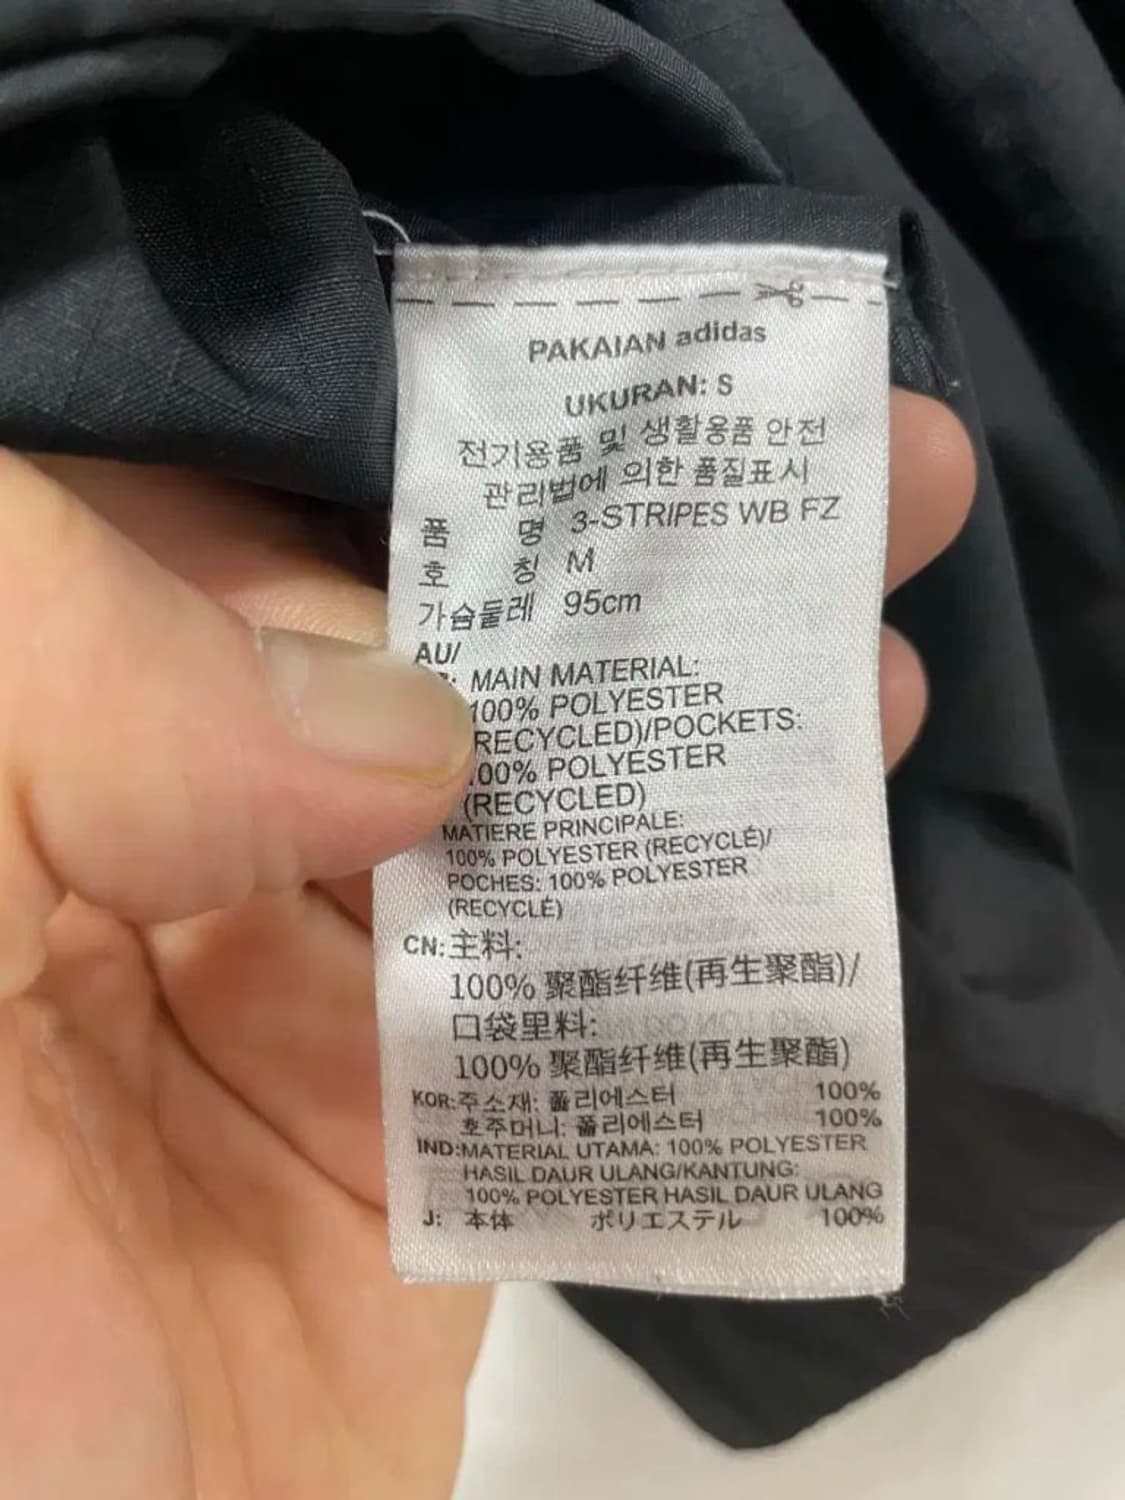 PAKAIAN adidas
UKURAN: S
전기용품 및 생활용품 안전
관리법에 의한 품질표시
품 명 3-STRIPES WB FZ
호 칭 M
가슴둘레 95cm
AU/
MAIN MATERIAL:
100% POLYESTER
RECYCLED)/POCKETS:
00% POLYESTER
(RECYCLED)
MATIERE PRINCIPALE:
100% POLYESTER (RECYCLÉ)/
POCHES: 100% POLYESTER
(RECYCLÉ)
CN: 主料:
100% 聚酯纤维(再生聚酯)/
口袋里料:
100% 聚酯纤维(再生聚酯)
KOR:주소재: 폴리에스터 100%
호주머니: 폴리에스터 100%
IND:MATERIAL UTAMA: 100% POLYESTER
HASIL DAUR ULANG/KANTUNG:
100% POLYESTER HASIL DAUR ULANG
J: 本体 ポリエステル 100%